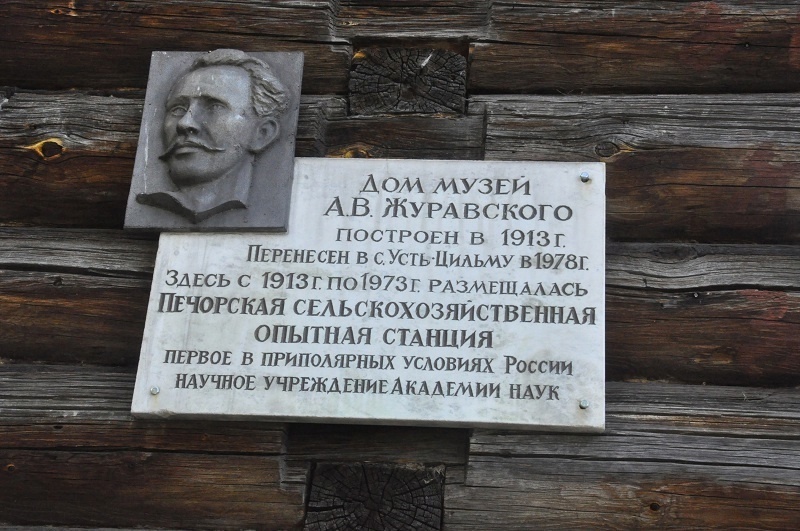 ДОМ МУЗЕЙ
А.В. ЖУРАВСКОГО
ПОСТРОЕН В 1913 Г.
ПЕРЕНЕСЕН В С. УСТЬ-ЦИЛЬМУ В 1978Г.
ЗДЕСЬ С 1913 Г. ПО 1973 Г. РАЗМЕЩАЛАСЬ
ПЕЧОРСКАЯ СЕЛЬСКОХОЗЯЙСТВЕННАЯ
ОПЫТНАЯ СТАНЦИЯ
ПЕРВОЕ В ПРИПОЛЯРНЫХ УСЛОВИЯХ РОССИИ
НАУЧНОЕ УЧРЕЖДЕНИЕ АКАДЕМИИ НАУК